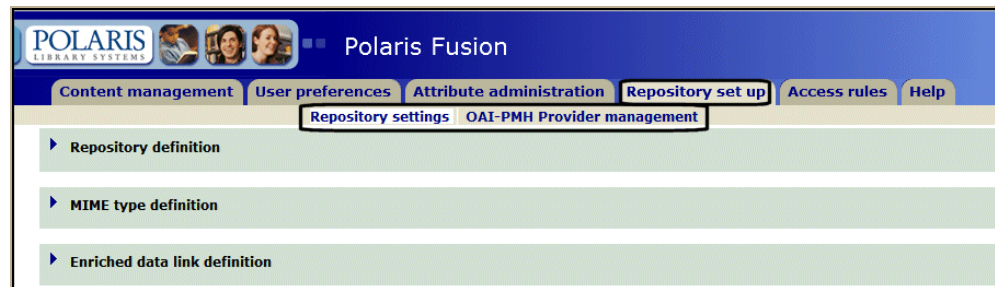 POLARIS
LIBRARY SYSTEMS
Polaris Fusion
Content management User preferences Attribute administration Repository set up Access rules Help
Repository settings OAI-PMH Provider management
Repository definition
MIME type definition
Enriched data link definition